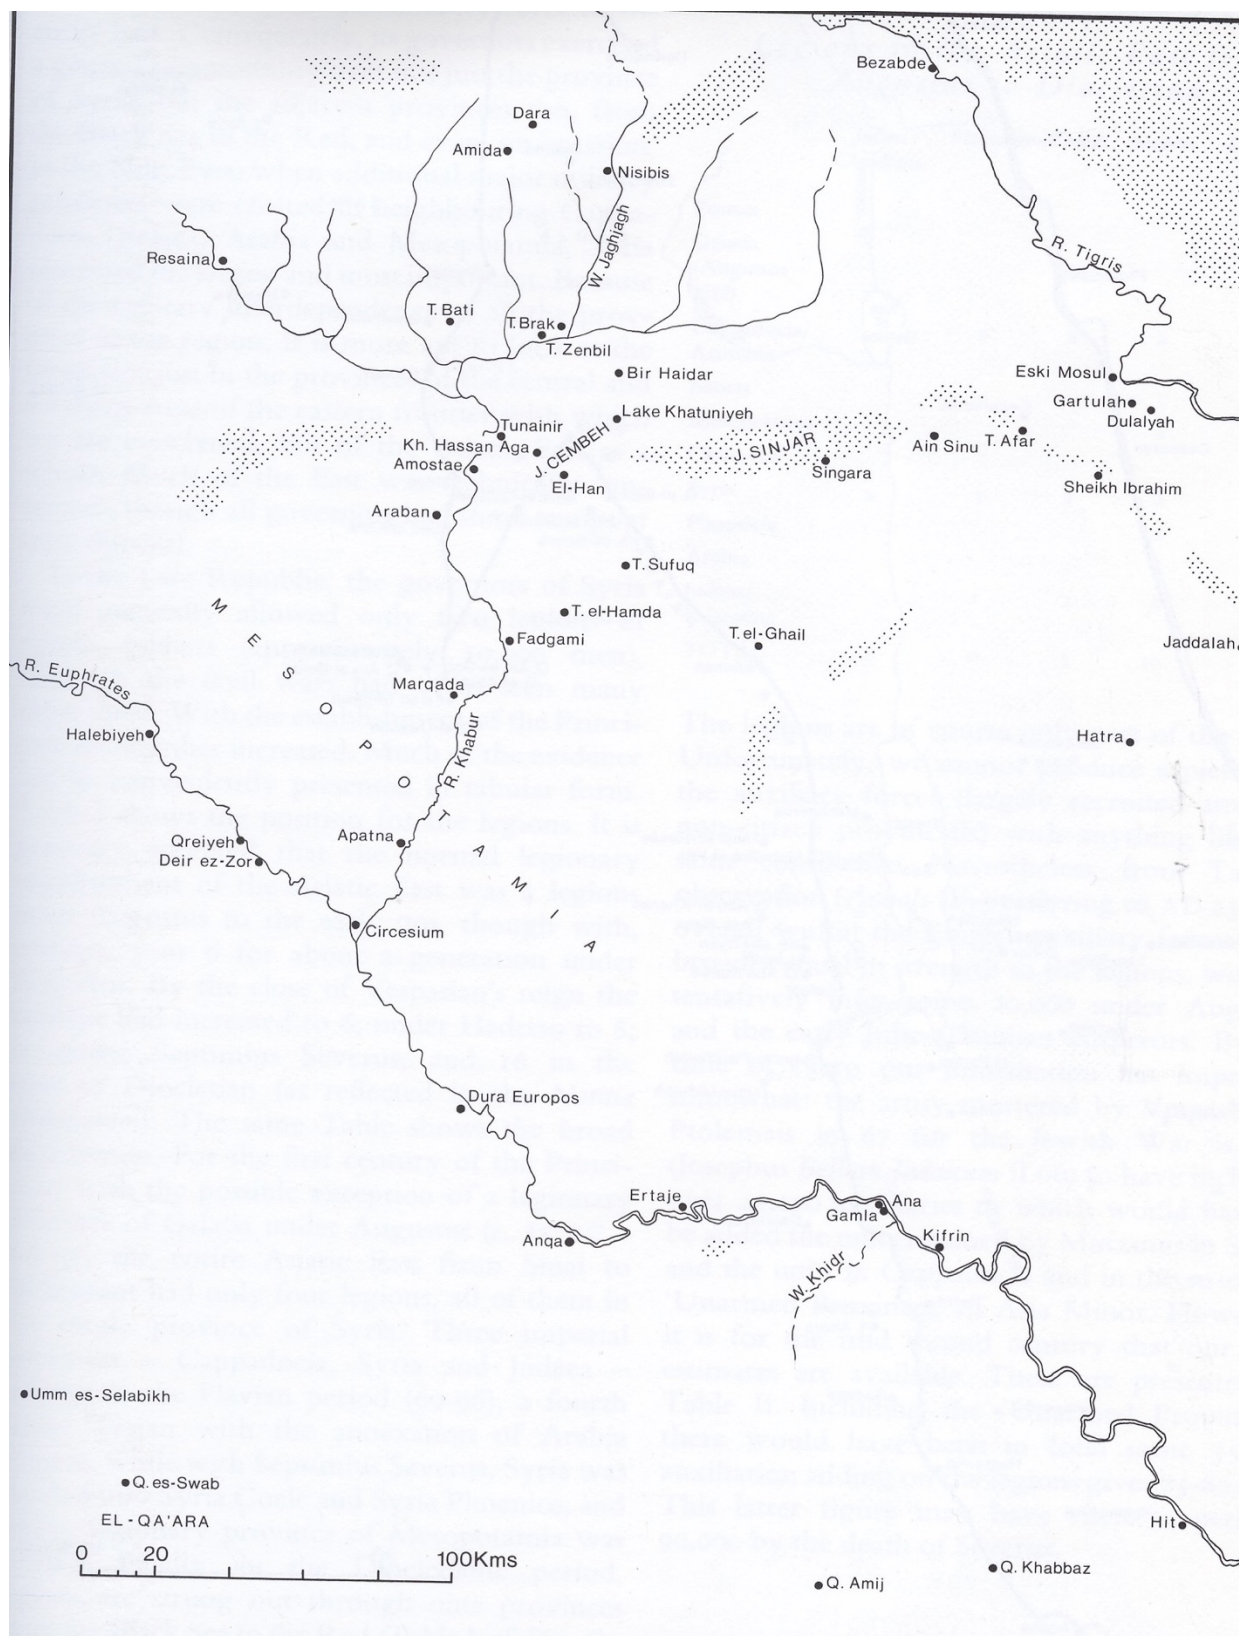 Bezabde
Dara
Amida
Nisibis
W. Jaghjagh
Resaina
R. Tigris
T. Bati
T. Brak
T. Zenbil
Bir Haidar
Eski Mosul
Gartulah
Dulalyah
Lake Khatuniyeh
Tunainir
Kh. Hassan Aga
J. CEMBEH
J. SINJAR
Ain Sinu
T. Afar
Amostae
El-Han
Singara
Sheikh Ibrahim
Araban
T. Sufuq
MESOPOTAMIA
T. el-Hamda
T. el-Ghail
Fadgami
Jaddalah
R. Euphrates
Marqada
R. Khabur
Halebiyeh
Hatra
Qreiyeh
Apatna
Deir ez-Zor
Circesium
Dura Europos
Ertaje
Ana
Gamla
Anqa
Kifrin
W. Khidr
Umm es-Selabikh
Q. es-Swab
EL-QA'ARA
Hit
0 20 100Kms
Q. Khabbaz
Q. Amij